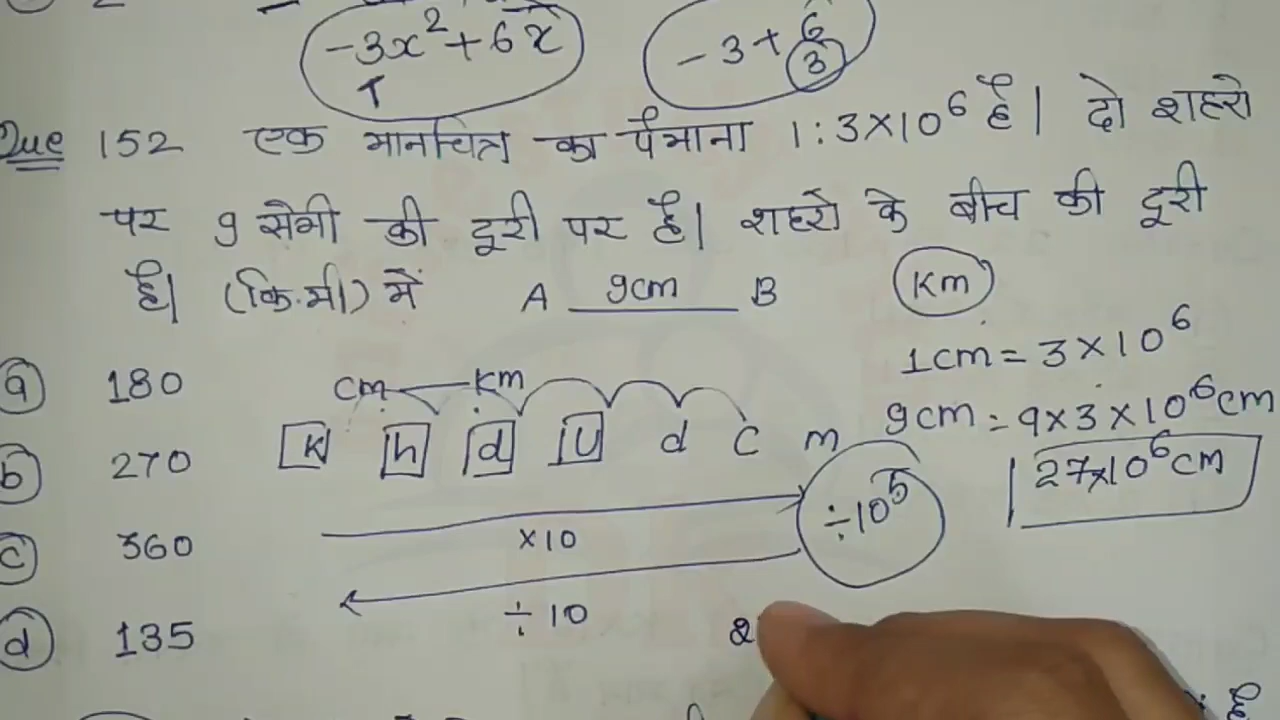 -3x²+6x
-3+6/3
Que 152 एक मानचित्र का पैमाना 1:3×10⁶ है। दो शहरो
पर 9 सेमी की दूरी पर है। शहरो के बीच की दूरी
है। (कि.मी) में A 9cm B Km
1cm = 3×10⁶
a 180 cm km
9cm = 9×3×10⁶cm
b 270 k h d U d c m
27×10⁶cm
÷10⁵
c 360 ×10
÷10
d 135